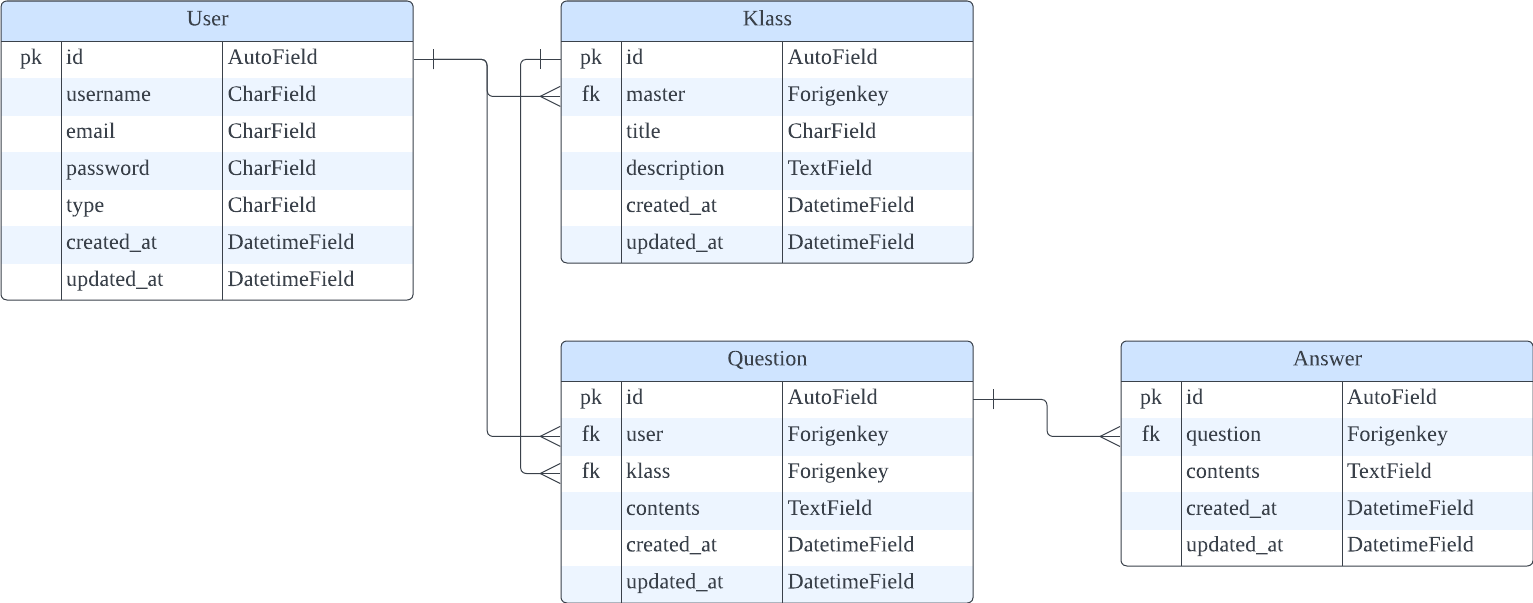 User
pk id AutoField
username CharField
email CharField
password CharField
type CharField
created_at DatetimeField
updated_at DatetimeField
Klass
pk id AutoField
fk master Forigenkey
title CharField
description TextField
created_at DatetimeField
updated_at DatetimeField
Question
pk id AutoField
fk user Forigenkey
fk klass Forigenkey
contents TextField
created_at DatetimeField
updated_at DatetimeField
Answer
pk id AutoField
fk question Forigenkey
contents TextField
created_at DatetimeField
updated_at DatetimeField